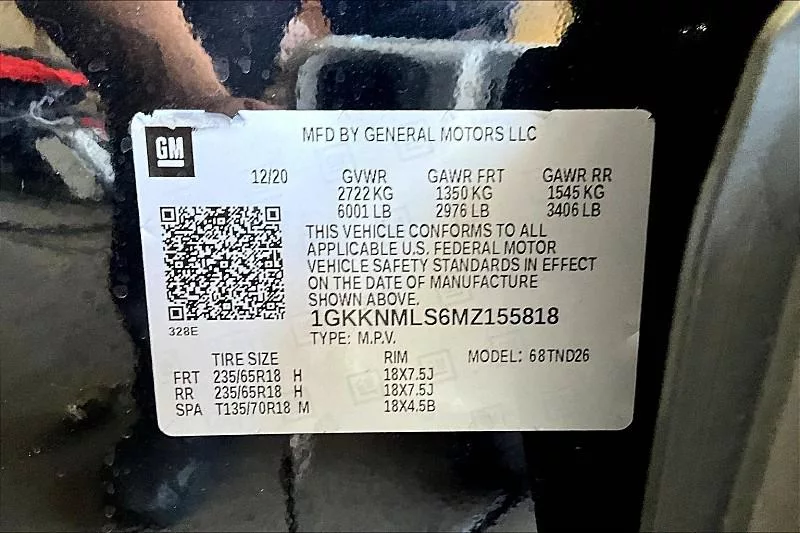 GM
MFD BY GENERAL MOTORS LLC
12/20 GVWR GAWR FRT GAWR RR
2722 KG 1350 KG 1545 KG
6001 LB 2976 LB 3406 LB
THIS VEHICLE CONFORMS TO ALL
APPLICABLE U.S. FEDERAL MOTOR
VEHICLE SAFETY STANDARDS IN EFFECT
ON THE DATE OF MANUFACTURE
SHOWN ABOVE.
328E
1GKKNMLS6MZ155818
TYPE: M.P.V.
TIRE SIZE RIM MODEL: 68TND26
FRT 235/65R18 H 18X7.5J
RR 235/65R18 H 18X7.5J
SPA T135/70R18 M 18X4.5B